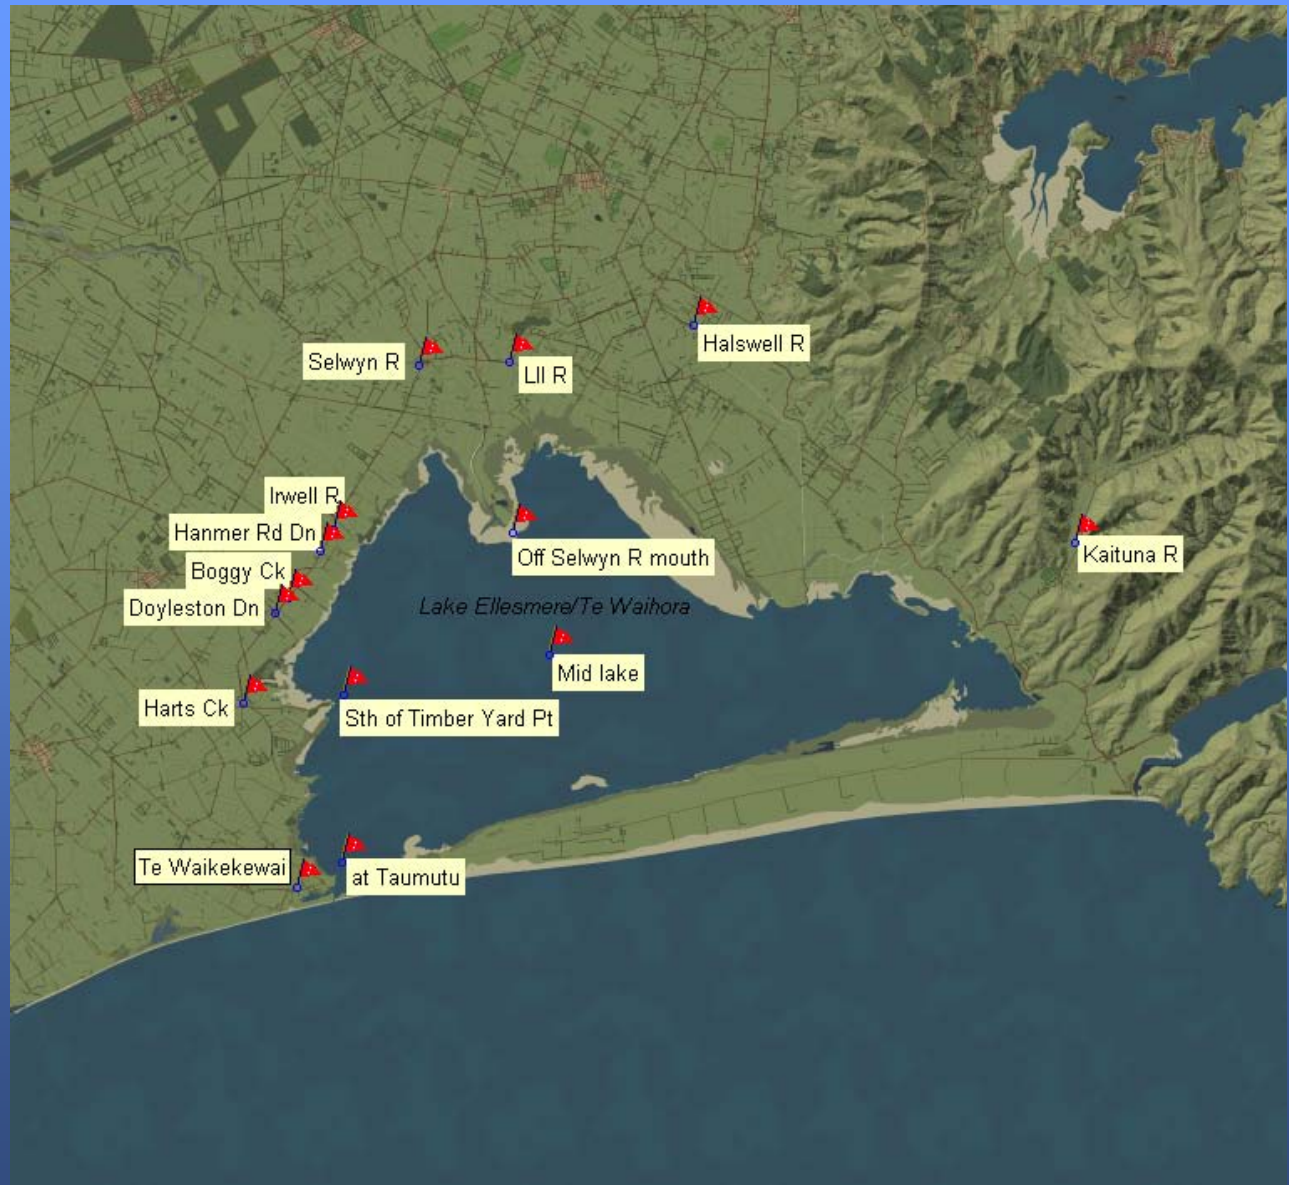 Halswell R
Selwyn R
LII R
Irwell R
Hanmer Rd Dn
Off Selwyn R mouth
Kaituna R
Boggy Ck
Doyleston Dn
Lake Ellesmere/Te Waihora
Mid lake
Harts Ck
Sth of Timber Yard Pt
Te Waikekewai
at Taumutu